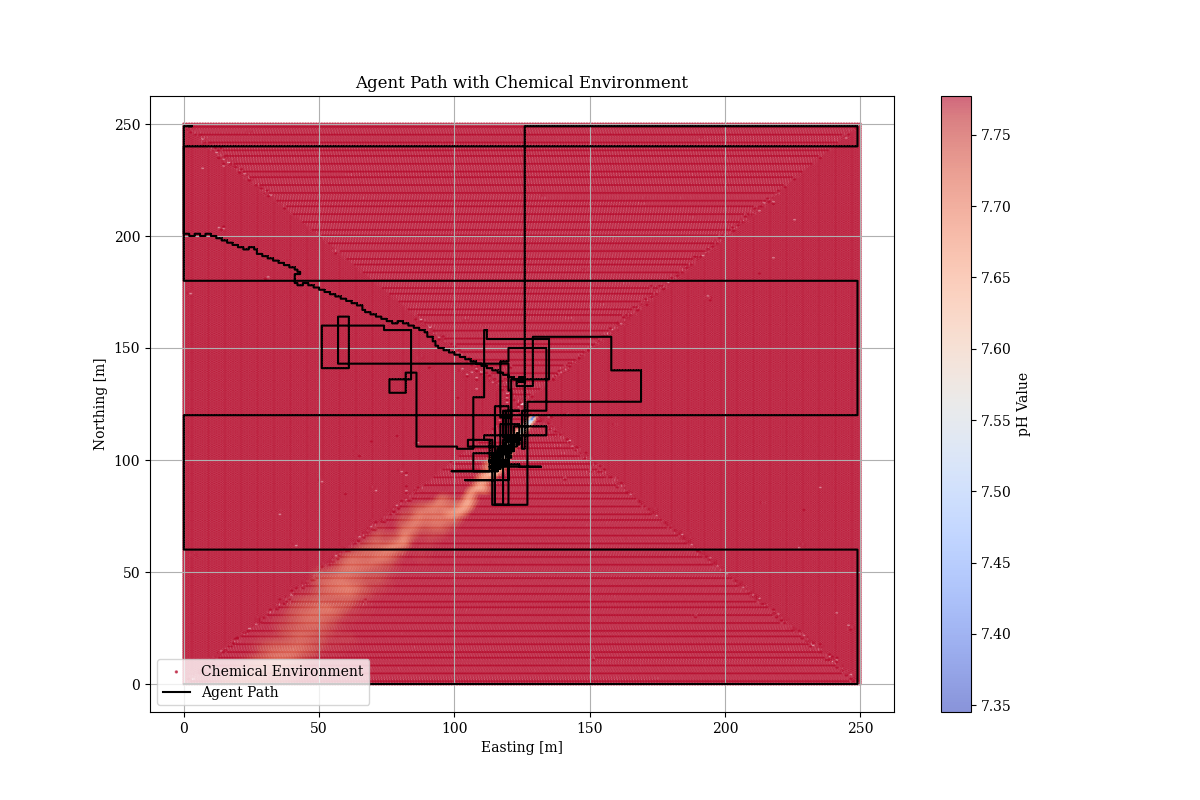 Agent Path with Chemical Environment
250
200
150
100
50
0
Northing [m]
0 50 100 150 200 250
Easting [m]
Chemical Environment
Agent Path
7.75
7.70
7.65
7.60
7.55
7.50
7.45
7.40
7.35
pH Value